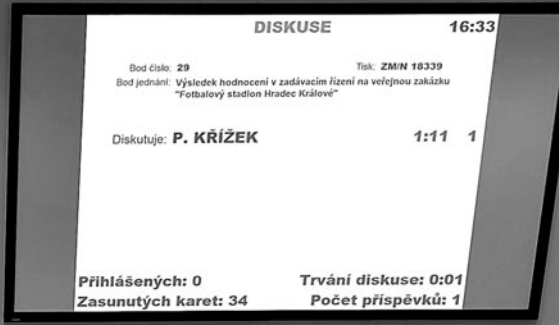 DISKUSE 16:33
Bod číslo: 29 Tisk: ZM/N 18339
Bod jednání: Výsledek hodnocení v zadávacím řízení na veřejnou zakázku
"Fotbalový stadion Hradec Králové"
Diskutuje: P. KŘÍŽEK 1:11 1
Přihlášených: 0 Trvání diskuse: 0:01
Zasunutých karet: 34 Počet příspěvků: 1